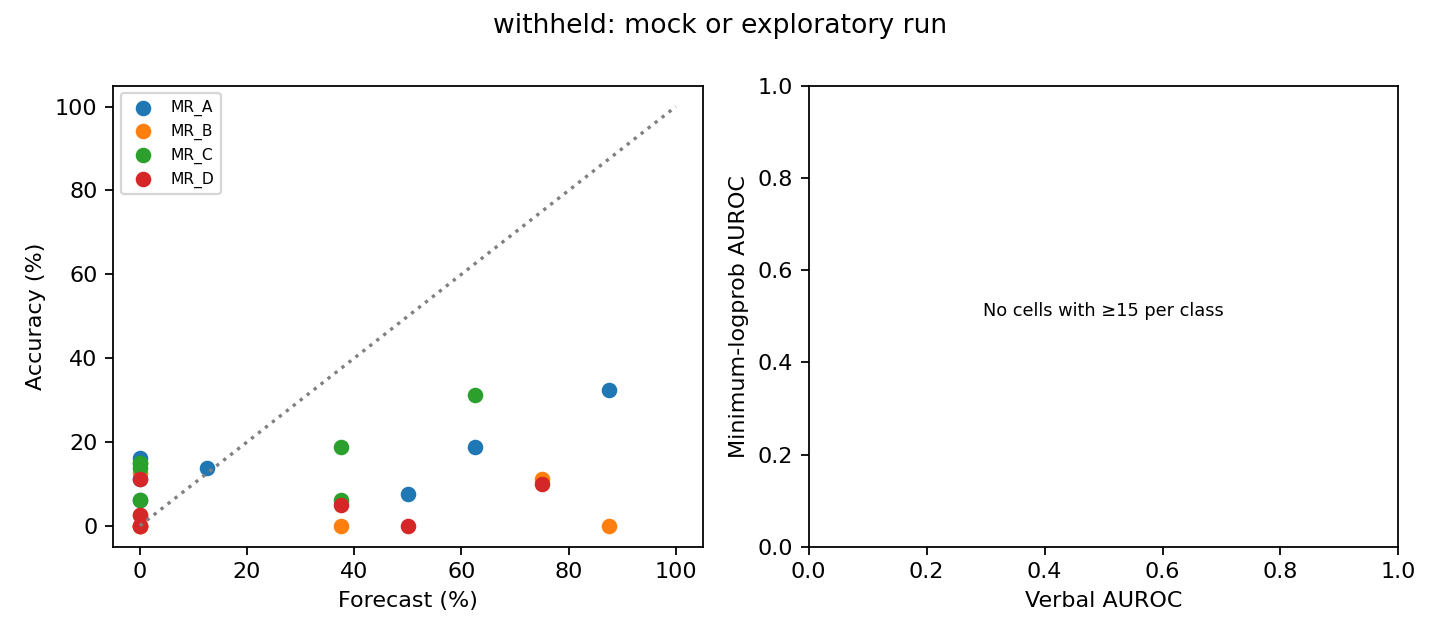 withheld: mock or exploratory run
MR_A
MR_B
MR_C
MR_D
100
80
60
40
20
0
Accuracy (%)
0 20 40 60 80 100
Forecast (%)
1.0
0.8
0.6
0.4
0.2
0.0
Minimum-logprob AUROC
No cells with ≥15 per class
0.0 0.2 0.4 0.6 0.8 1.0
Verbal AUROC